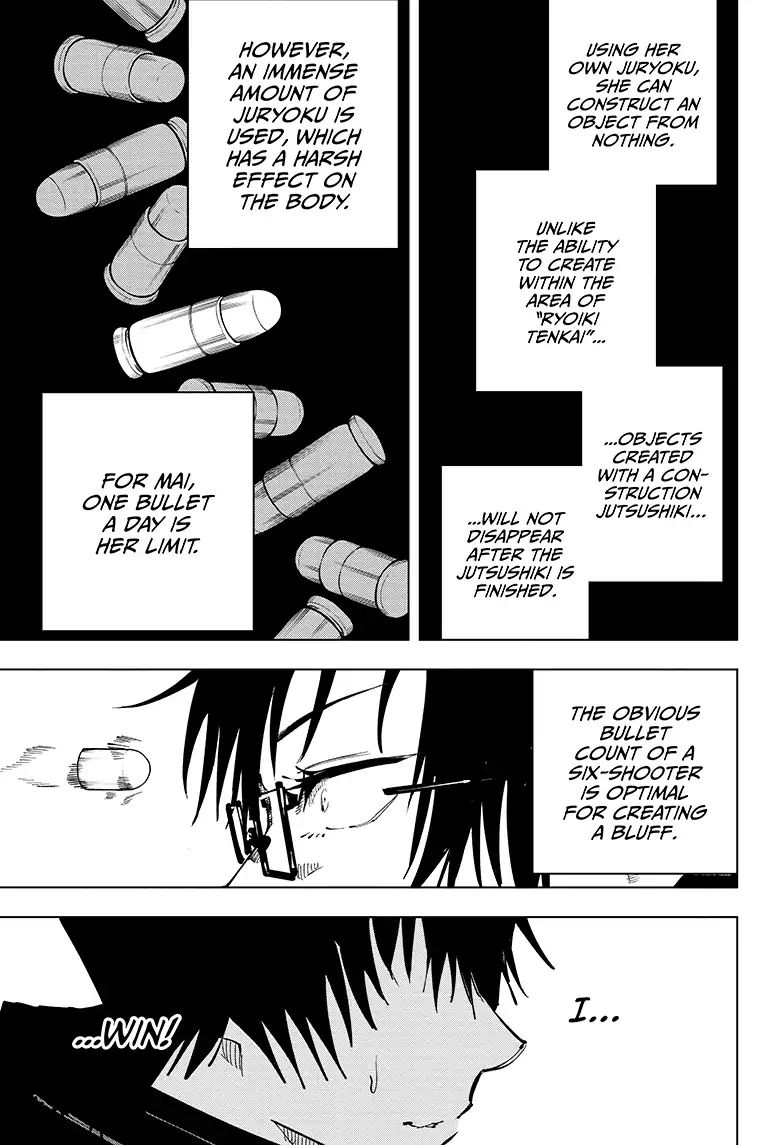 USING HER
OWN JURYOKU,
SHE CAN
CONSTRUCT AN
OBJECT FROM
NOTHING.
UNLIKE
THE ABILITY
TO CREATE
WITHIN THE
AREA OF
"RYOIKI
TENKAI"...
...OBJECTS
CREATED
WITH A CON-
STRUCTION
JUTSUSHIKI...
...WILL NOT
DISAPPEAR
AFTER THE
JUTSUSHIKI IS
FINISHED.
HOWEVER,
AN IMMENSE
AMOUNT OF
JURYOKU IS
USED, WHICH
HAS A HARSH
EFFECT ON
THE BODY.
FOR MAI,
ONE BULLET
A DAY IS
HER LIMIT.
THE OBVIOUS
BULLET
COUNT OF A
SIX-SHOOTER
IS OPTIMAL
FOR CREATING
A BLUFF.
I...
...WIN!